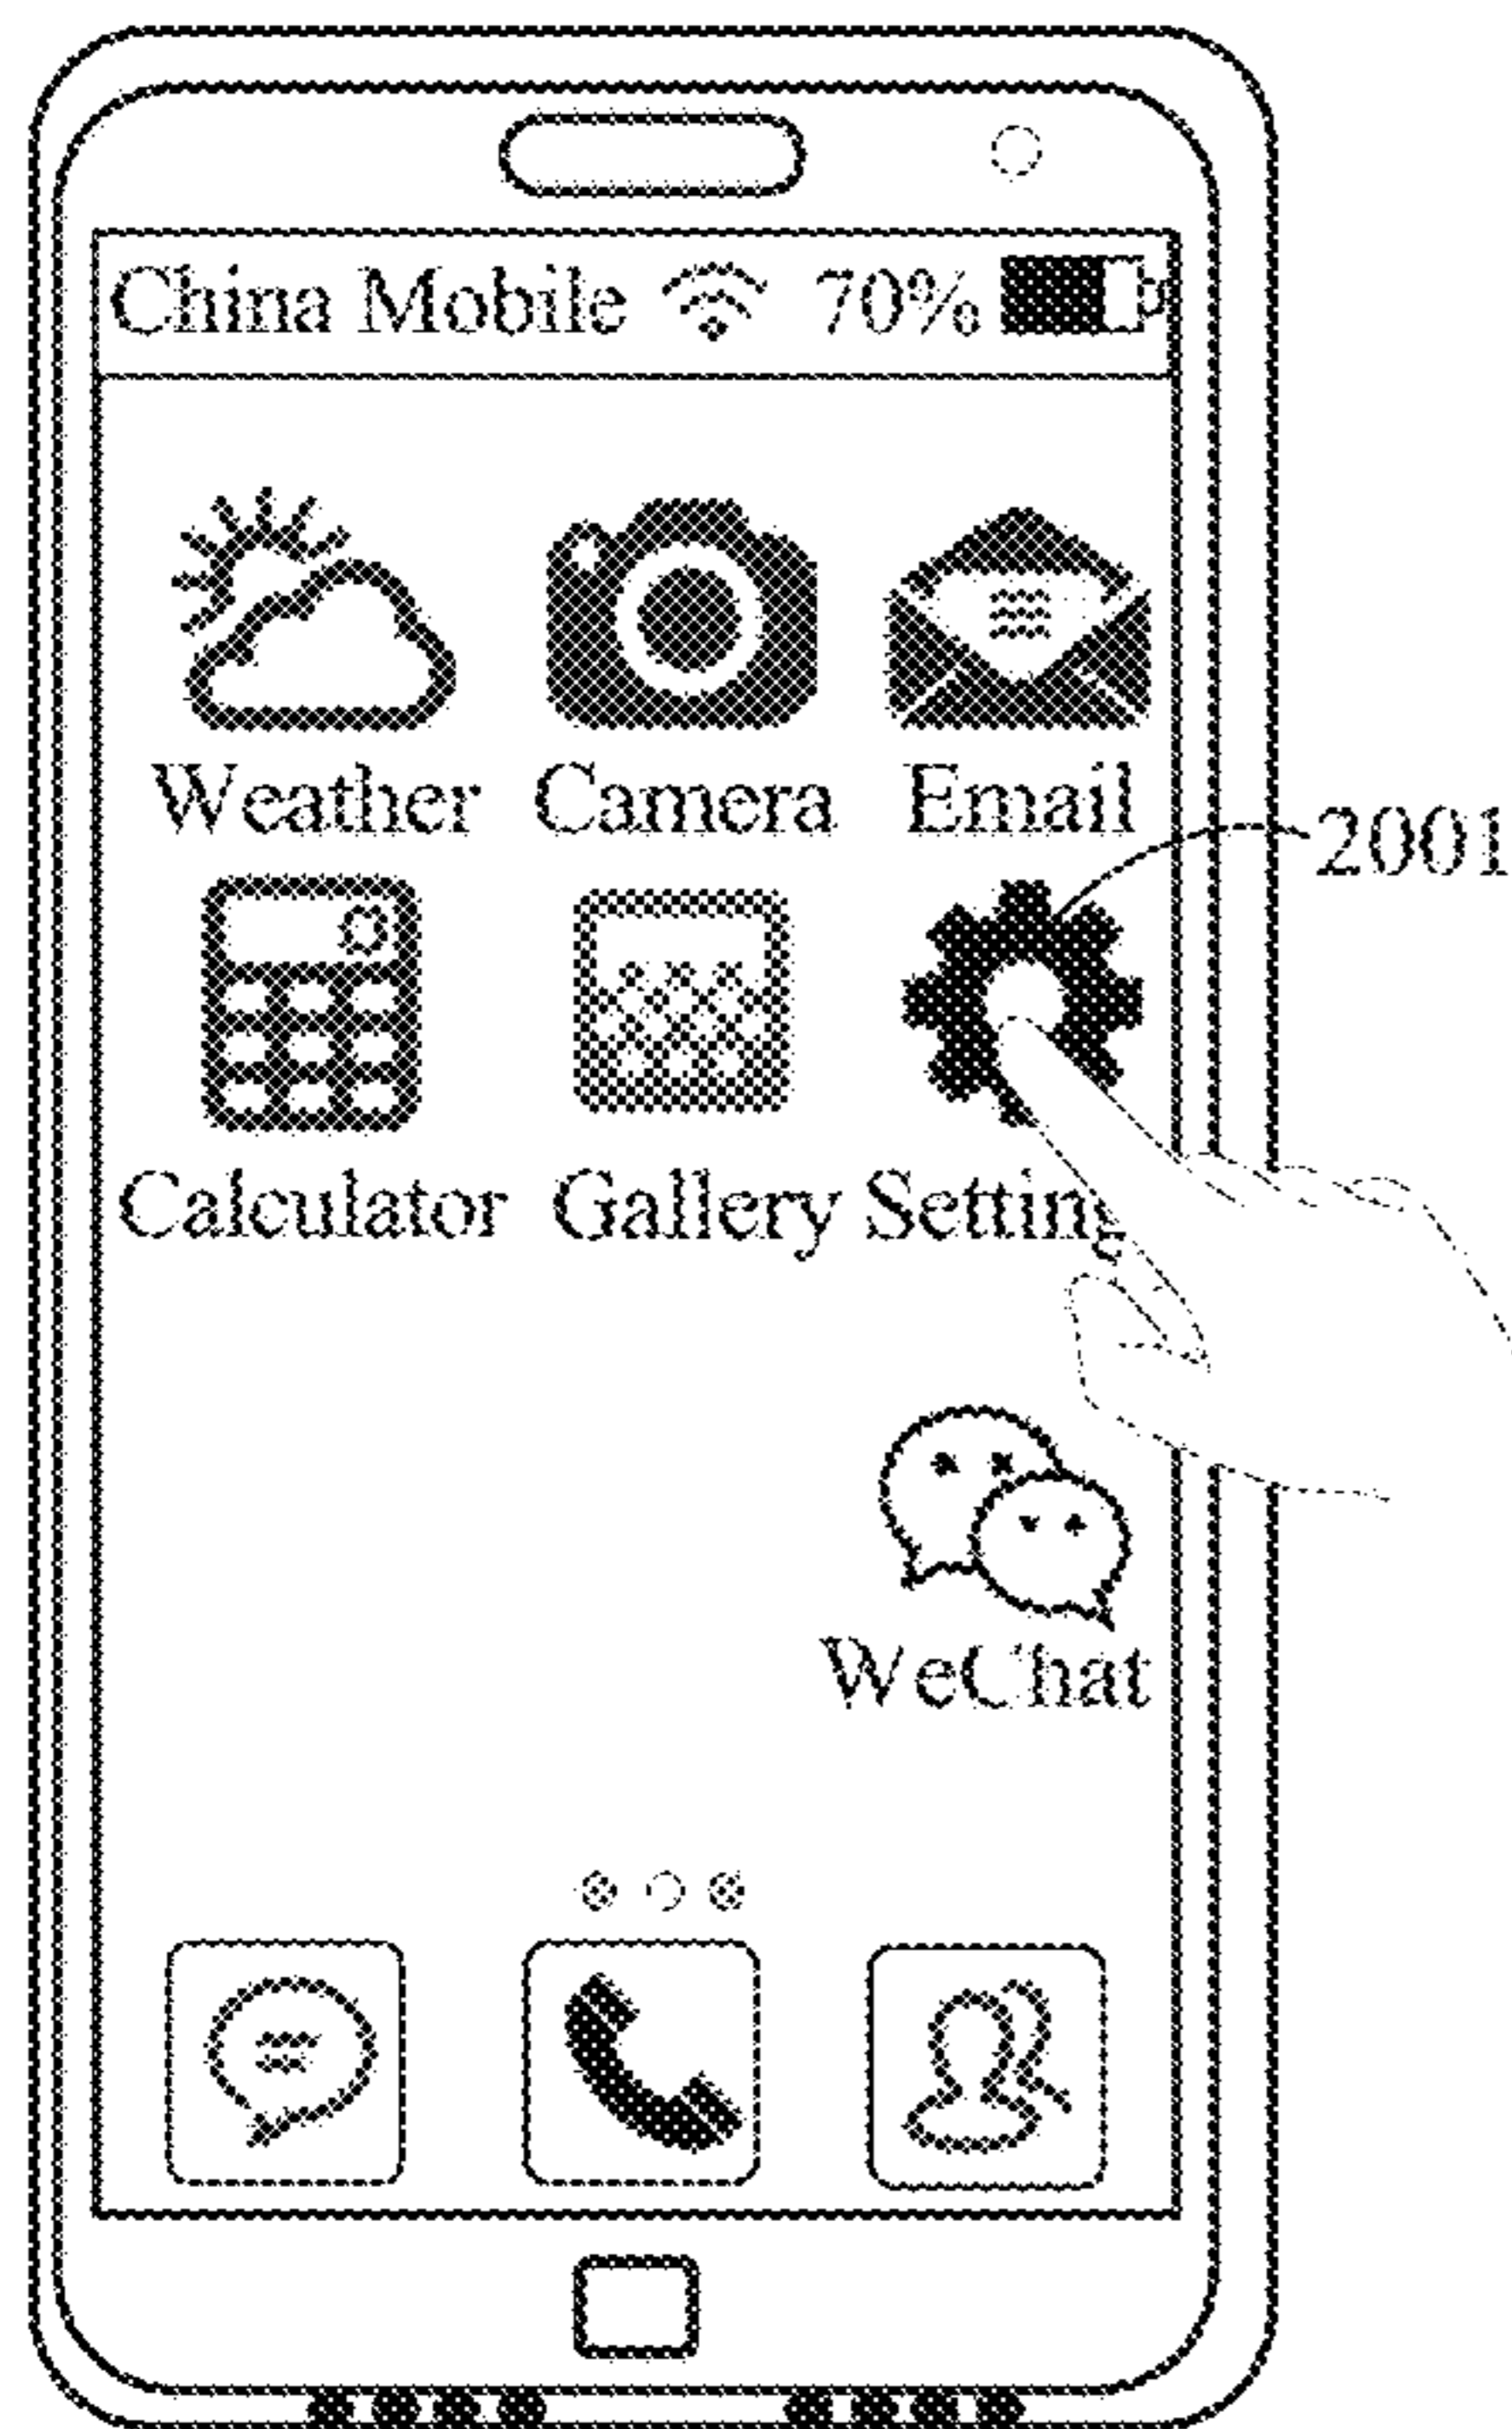 China Mobile 70%
Weather Camera Email
2001
Calculator Gallery Setting
WeChat